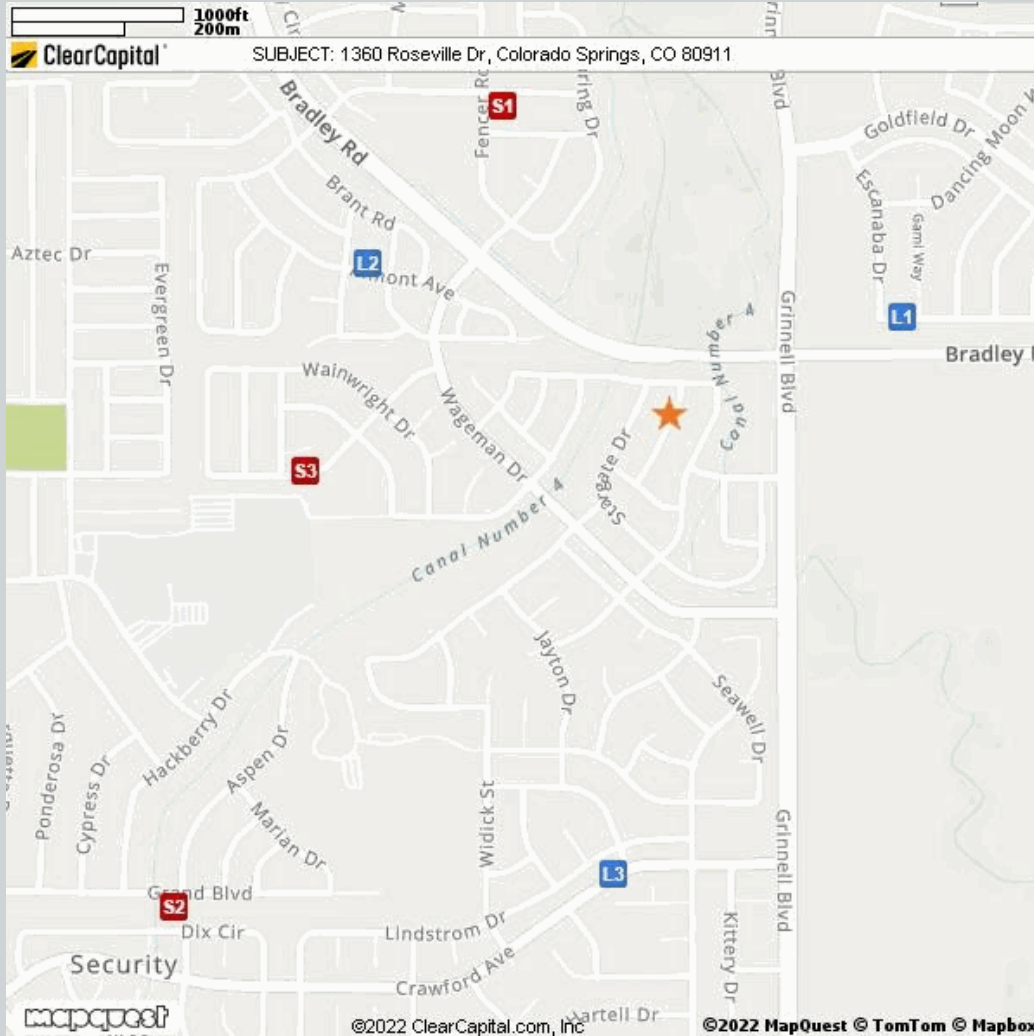 1000ft
200m
ClearCapital
SUBJECT: 1360 Roseville Dr, Colorado Springs, CO 80911
S1
Fencer Rd
Bradley Rd
Blvd
Goldfield Dr
Dancing Moon
Escanaba Dr
Gami Way
Brant Rd
Aztec Dr
L2
Evergreen Dr
Ave
Grinnell Blvd
L1
Canal Number 4
Bradley
Wainwright Dr
Wageman Dr
Stargate Dr
S3
Canal Number 4
Jayton Dr
Seawell Dr
Hackberry Dr
Ponderosa Dr
Cypress Dr
Aspen Dr
Marian Dr
Widick St
Grinnell Blvd
L3
Grand Blvd
S2
Dix Cir
Lindstrom Dr
Kittery Dr
Security
Crawford Ave
mapquest
©2022 ClearCapital.com, Inc
Dr
©2022 MapQuest © TomTom © Mapbox